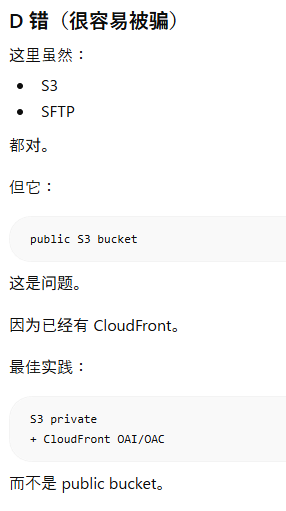 D 错（很容易被骗）
这里虽然：
S3
SFTP
都对。
但它：
public S3 bucket
这是问题。
因为已经有 CloudFront。
最佳实践：
S3 private
+ CloudFront OAI/OAC
而不是 public bucket。